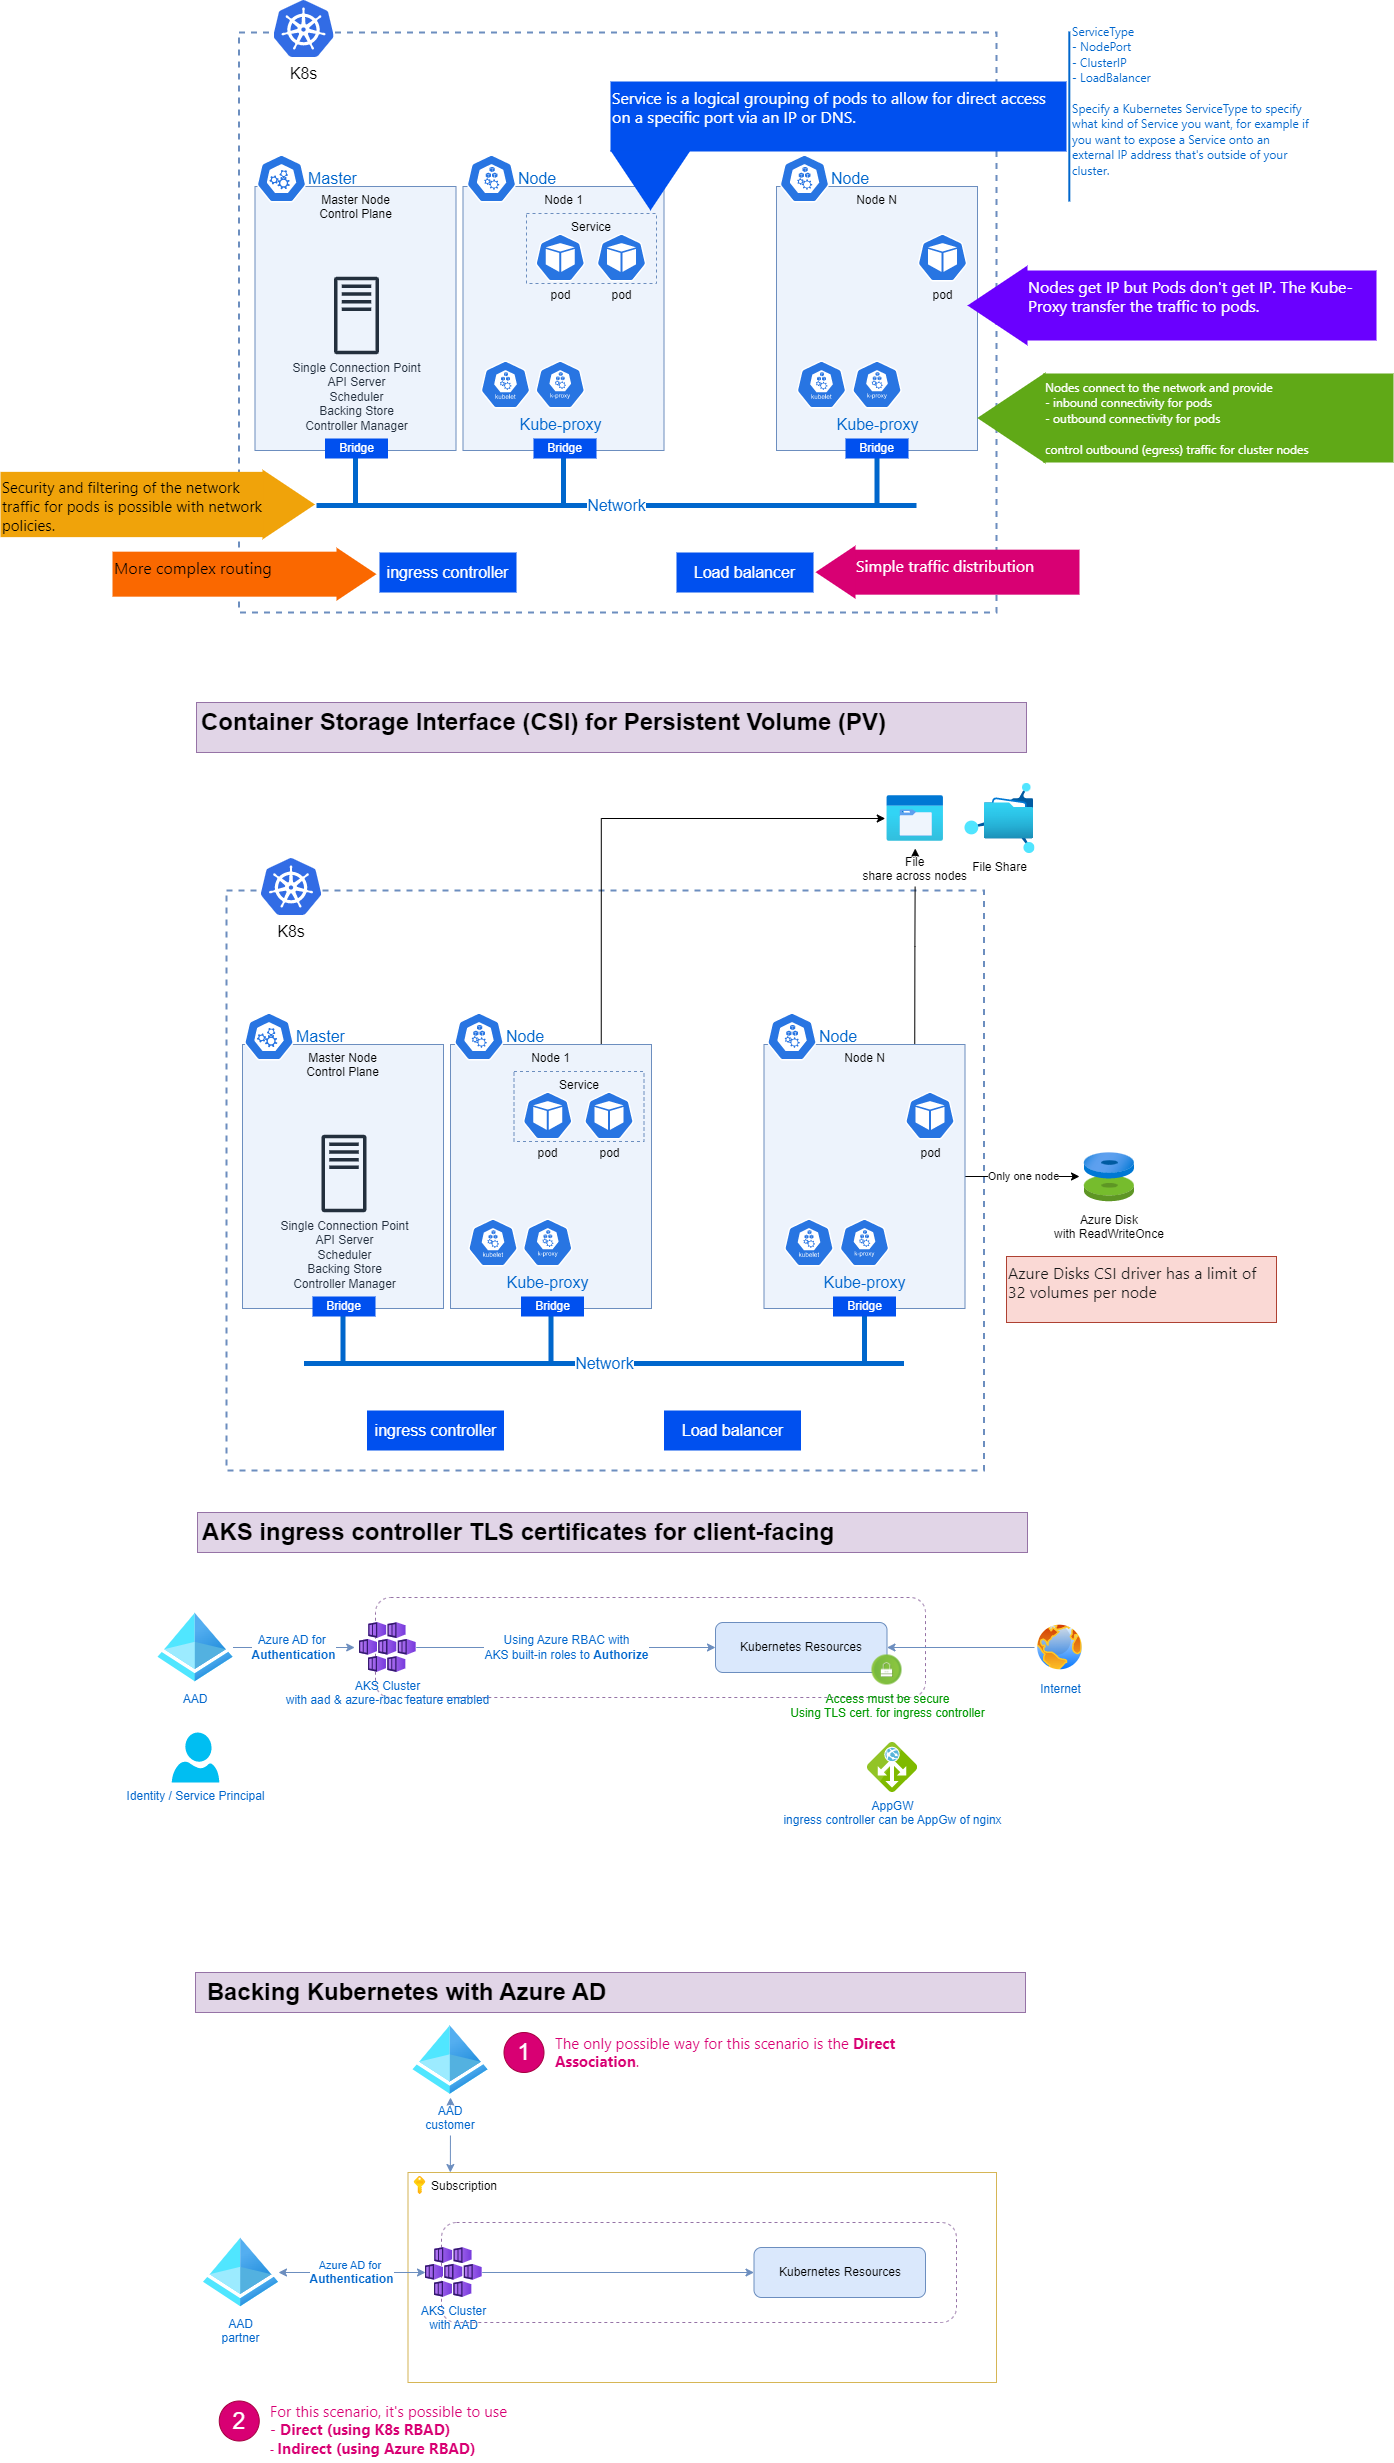 K8s
ServiceType
- NodePort
- ClusterIP
- LoadBalancer
Specify a Kubernetes ServiceType to specify
what kind of Service you want, for example if
you want to expose a Service onto an
external IP address that's outside of your
cluster.
Service is a logical grouping of pods to allow for direct access
on a specific port via an IP or DNS.
Master
Master Node
Control Plane
Single Connection Point
API Server
Scheduler
Backing Store
Controller Manager
Bridge
Node
Node 1
Service
pod
pod
kubelet
k-proxy
Kube-proxy
Bridge
Node
Node N
pod
kubelet
k-proxy
Kube-proxy
Bridge
Nodes get IP but Pods don't get IP. The Kube-
Proxy transfer the traffic to pods.
Nodes connect to the network and provide
- inbound connectivity for pods
- outbound connectivity for pods
control outbound (egress) traffic for cluster nodes
Security and filtering of the network
traffic for pods is possible with network
policies.
Network
More complex routing
ingress controller
Load balancer
Simple traffic distribution
Container Storage Interface (CSI) for Persistent Volume (PV)
File
share across nodes
File Share
K8s
Master
Master Node
Control Plane
Single Connection Point
API Server
Scheduler
Backing Store
Controller Manager
Bridge
Node
Node 1
Service
pod
pod
kubelet
k-proxy
Kube-proxy
Bridge
Node
Node N
pod
kubelet
k-proxy
Kube-proxy
Bridge
Only one node
Azure Disk
with ReadWriteOnce
Azure Disks CSI driver has a limit of
32 volumes per node
Network
ingress controller
Load balancer
AKS ingress controller TLS certificates for client-facing
AAD
Azure AD for
Authentication
AKS Cluster
with aad & azure-rbac feature enabled
Using Azure RBAC with
AKS built-in roles to Authorize
Kubernetes Resources
Access must be secure
Using TLS cert. for ingress controller
Internet
Identity / Service Principal
AppGW
ingress controller can be AppGw of nginx
Backing Kubernetes with Azure AD
AAD
customer
1
The only possible way for this scenario is the Direct
Association.
Subscription
AAD
partner
Azure AD for
Authentication
AKS Cluster
with AAD
Kubernetes Resources
2
For this scenario, it's possible to use
- Direct (using K8s RBAD)
- Indirect (using Azure RBAD)